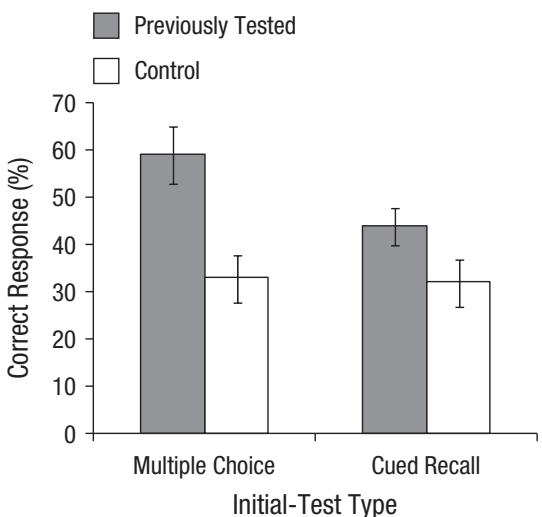 Previously Tested
Control
Correct Response (%)
70
60
50
40
30
20
10
0
Multiple Choice
Cued Recall
Initial-Test Type